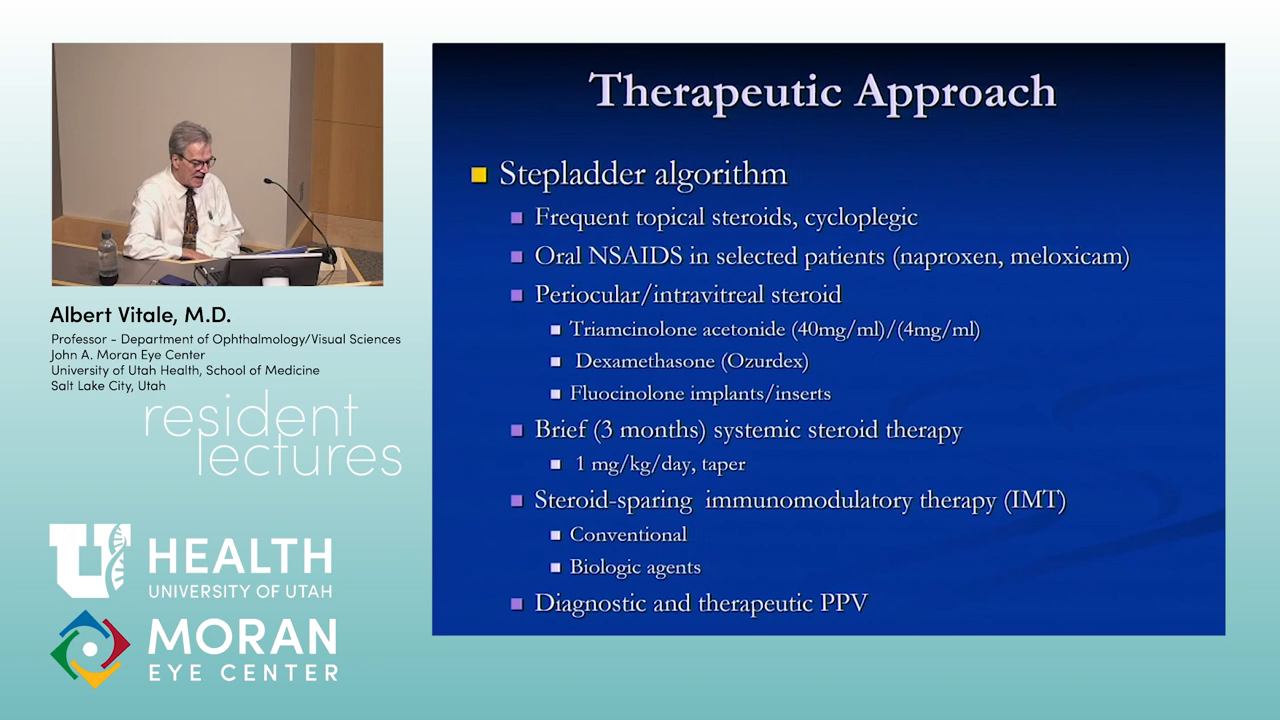 Therapeutic Approach
Stepladder algorithm
Frequent topical steroids, cycloplegic
Oral NSAIDS in selected patients (naproxen, meloxicam)
Periocular/intravitreal steroid
Triamcinolone acetonide (40mg/ml)/(4mg/ml)
Dexamethasone (Ozurdex)
Fluocinolone implants/inserts
Brief (3 months) systemic steroid therapy
1 mg/kg/day, taper
Steroid-sparing immunomodulatory therapy (IMT)
Conventional
Biologic agents
Diagnostic and therapeutic PPV
Albert Vitale, M.D.
Professor - Department of Ophthalmology/Visual Sciences
John A. Moran Eye Center
University of Utah Health, School of Medicine
Salt Lake City, Utah
resident
lectures
U HEALTH
UNIVERSITY OF UTAH
MORAN
EYE CENTER